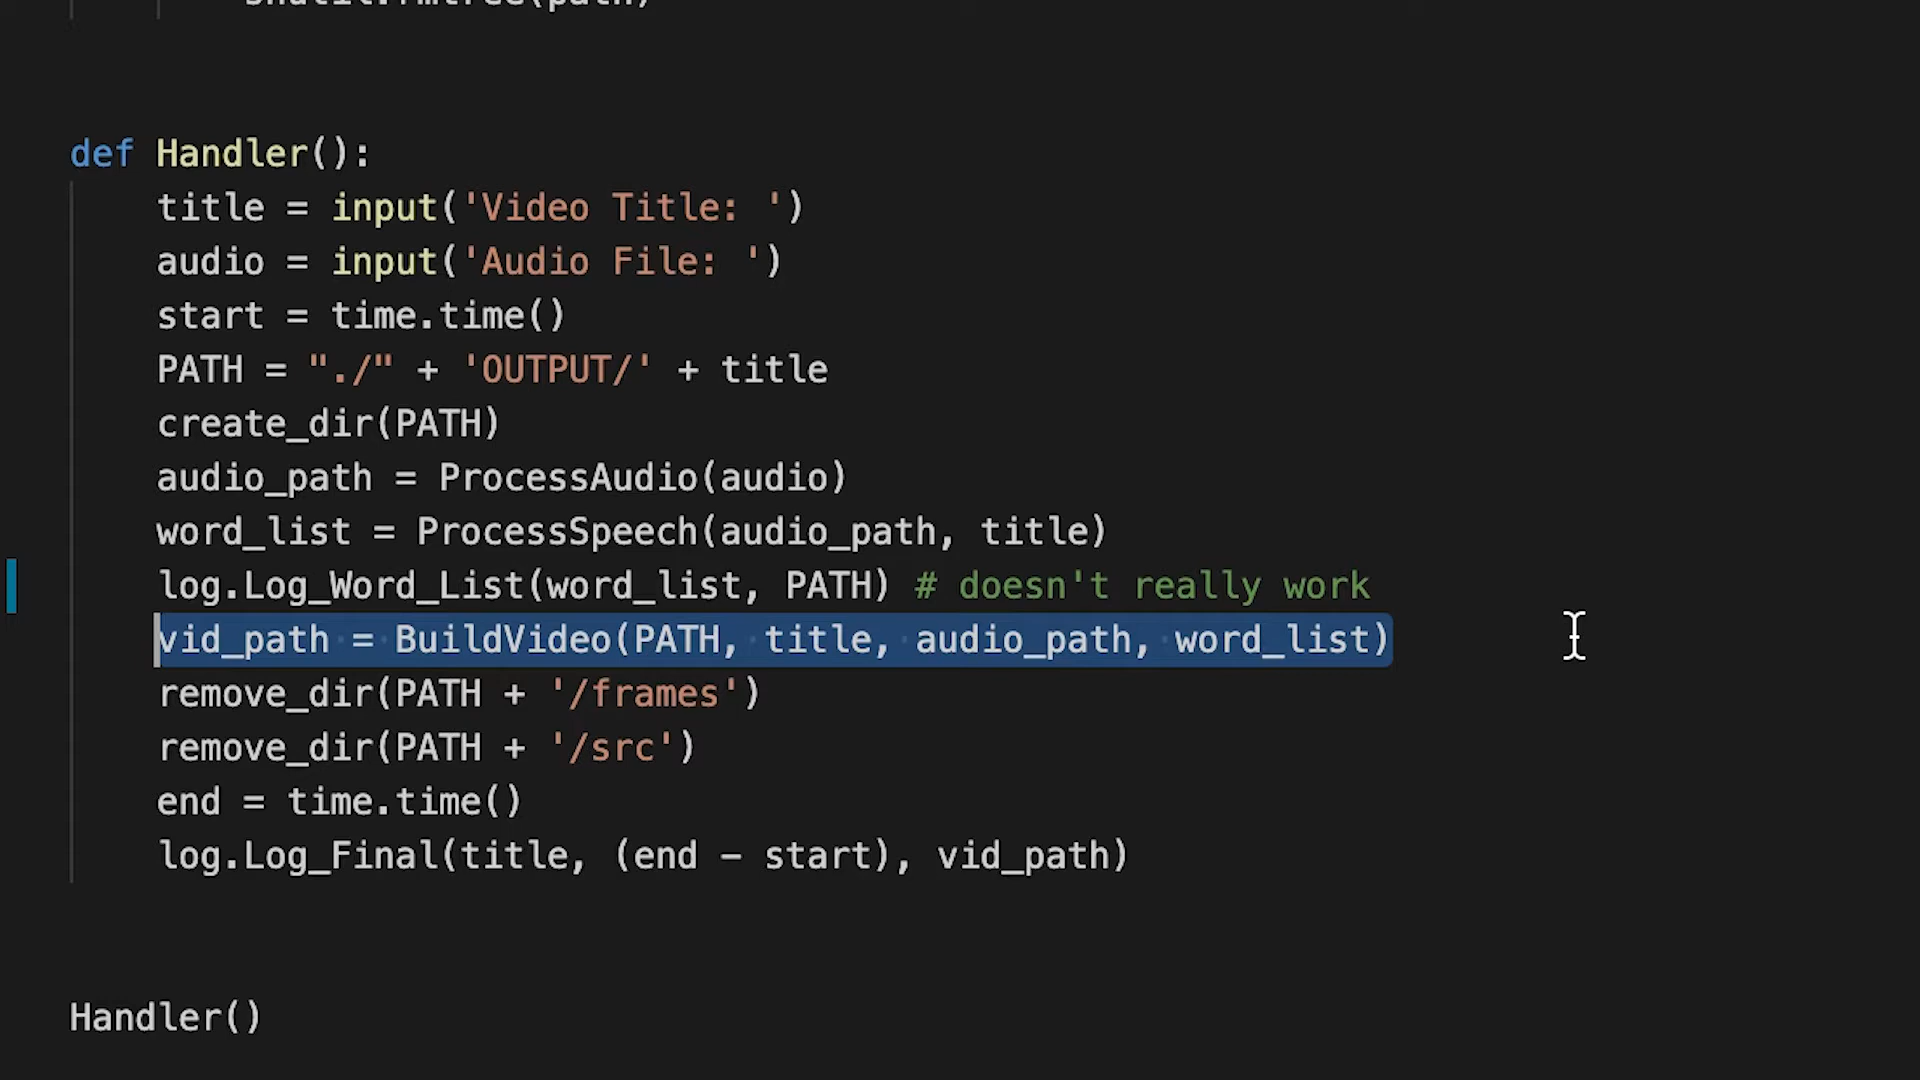 def Handler():
title = input('Video Title: ')
audio = input('Audio File: ')
start = time.time()
PATH = "./" + 'OUTPUT/' + title
create_dir(PATH)
audio_path = ProcessAudio(audio)
word_list = ProcessSpeech(audio_path, title)
log.Log_Word_List(word_list, PATH) # doesn't really work
vid_path = BuildVideo(PATH, title, audio_path, word_list)
remove_dir(PATH + '/frames')
remove_dir(PATH + '/src')
end = time.time()
log.Log_Final(title, (end - start), vid_path)
Handler()